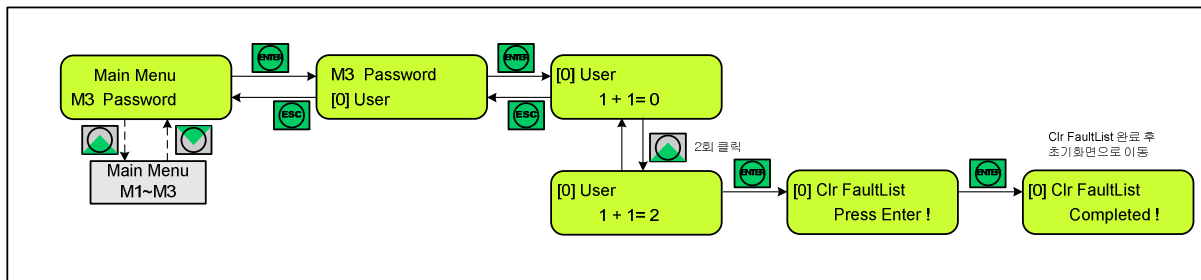 ENTER
ENTER
Main Menu
M3 Password
M3 Password
[0] User
[0] User
1 + 1= 0
ESC
ESC
2회 클릭
Clr FaultList 완료 후
초기화면으로 이동
Main Menu
M1~M3
ENTER
ENTER
[0] User
1 + 1= 2
[0] Clr FaultList
Press Enter !
[0] Clr FaultList
Completed !